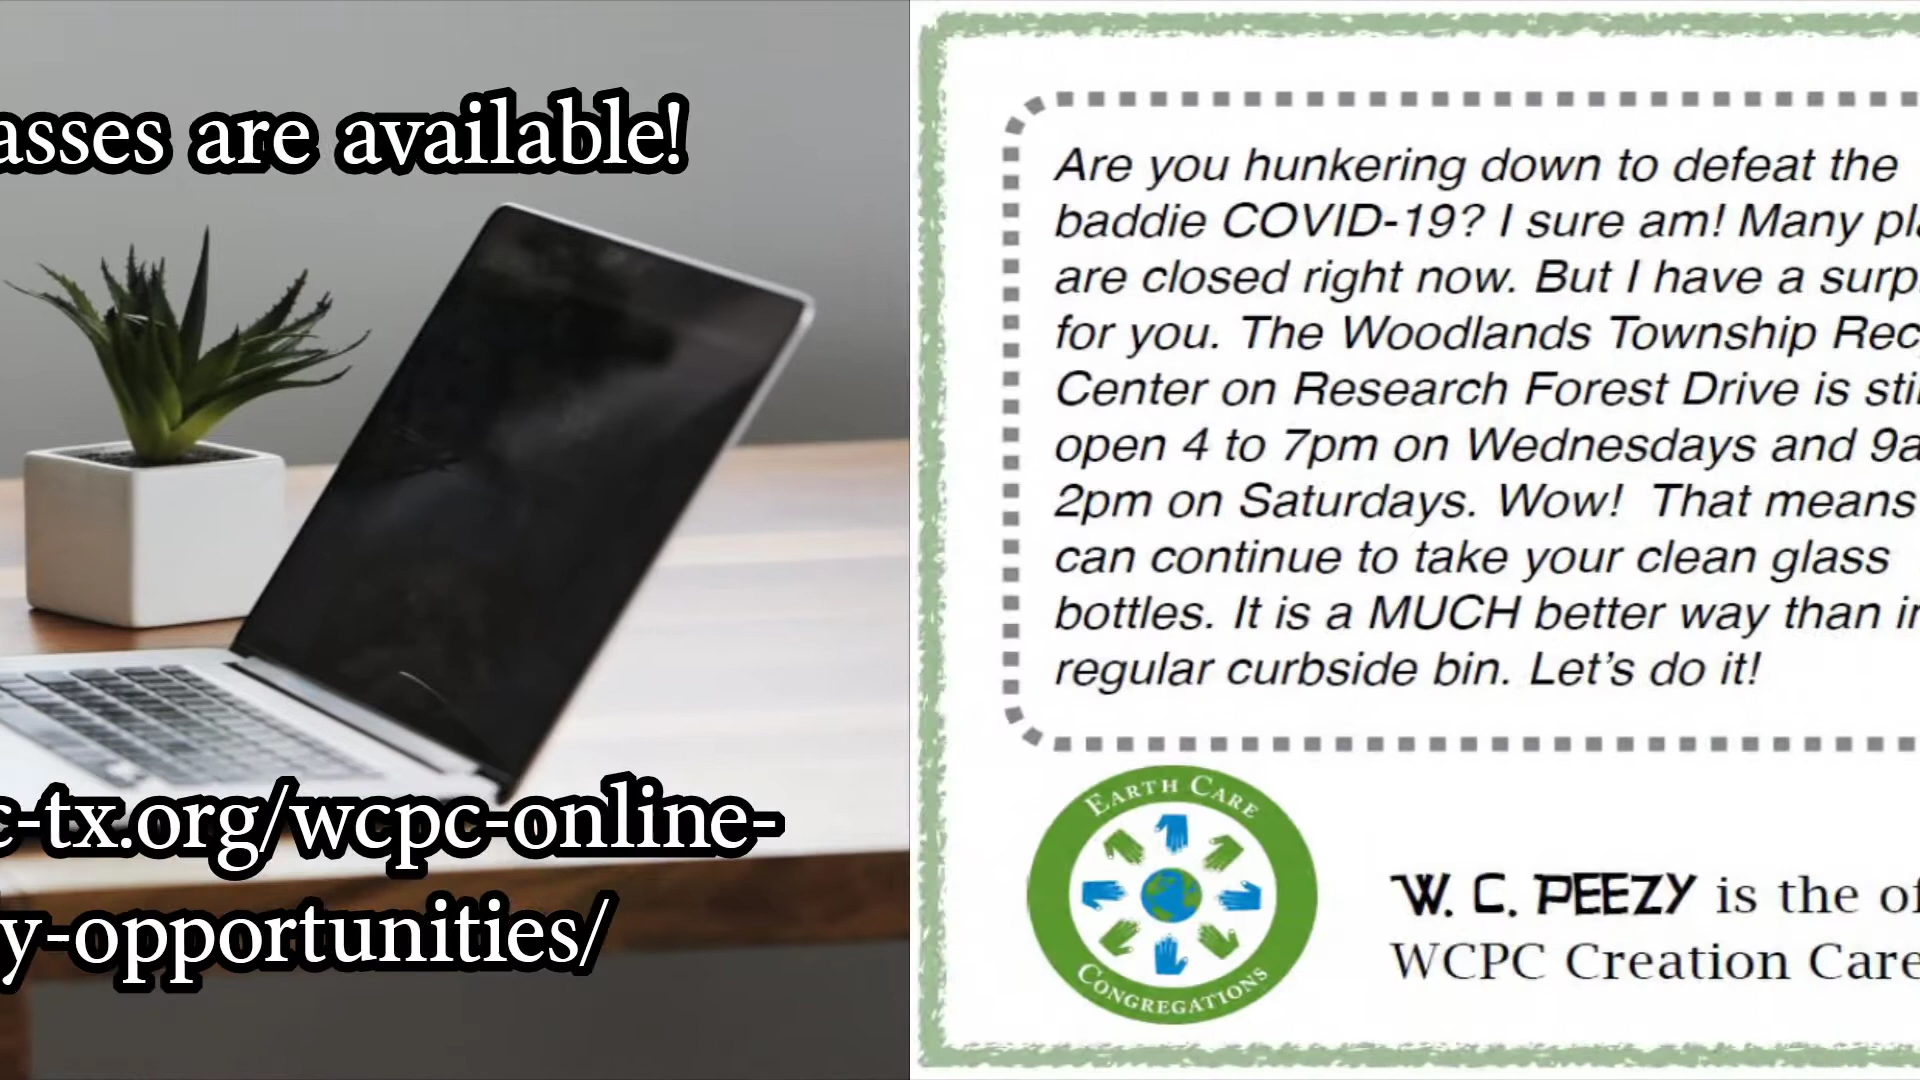 asses are available!
c-tx.org/wcpc-online-
y-opportunities/
Are you hunkering down to defeat the
baddie COVID-19? I sure am! Many pla
are closed right now. But I have a surp
for you. The Woodlands Township Rec
Center on Research Forest Drive is stil
open 4 to 7pm on Wednesdays and 9a
2pm on Saturdays. Wow! That means
can continue to take your clean glass
bottles. It is a MUCH better way than in
regular curbside bin. Let's do it!
EARTH CARE
CONGREGATIONS
W. C. PEEZY is the of
WCPC Creation Care